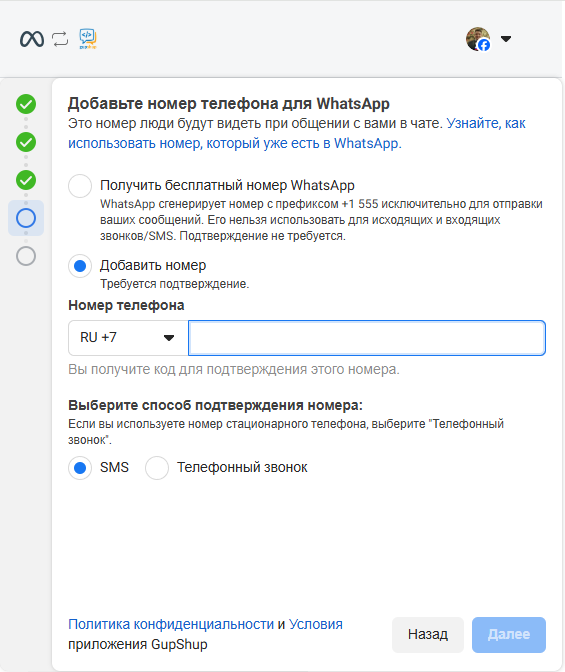 Добавьте номер телефона для WhatsApp
Это номер люди будут видеть при общении с вами в чате. Узнайте, как
использовать номер, который уже есть в WhatsApp.
Получить бесплатный номер WhatsApp
WhatsApp сгенерирует номер с префиксом +1 555 исключительно для отправки
ваших сообщений. Его нельзя использовать для исходящих и входящих
звонков/SMS. Подтверждение не требуется.
Добавить номер
Требуется подтверждение.
Номер телефона
RU +7
Вы получите код для подтверждения этого номера.
Выберите способ подтверждения номера:
Если вы используете номер стационарного телефона, выберите "Телефонный
звонок".
SMS Телефонный звонок
Политика конфиденциальности и Условия
приложения GupShup
Назад Далее